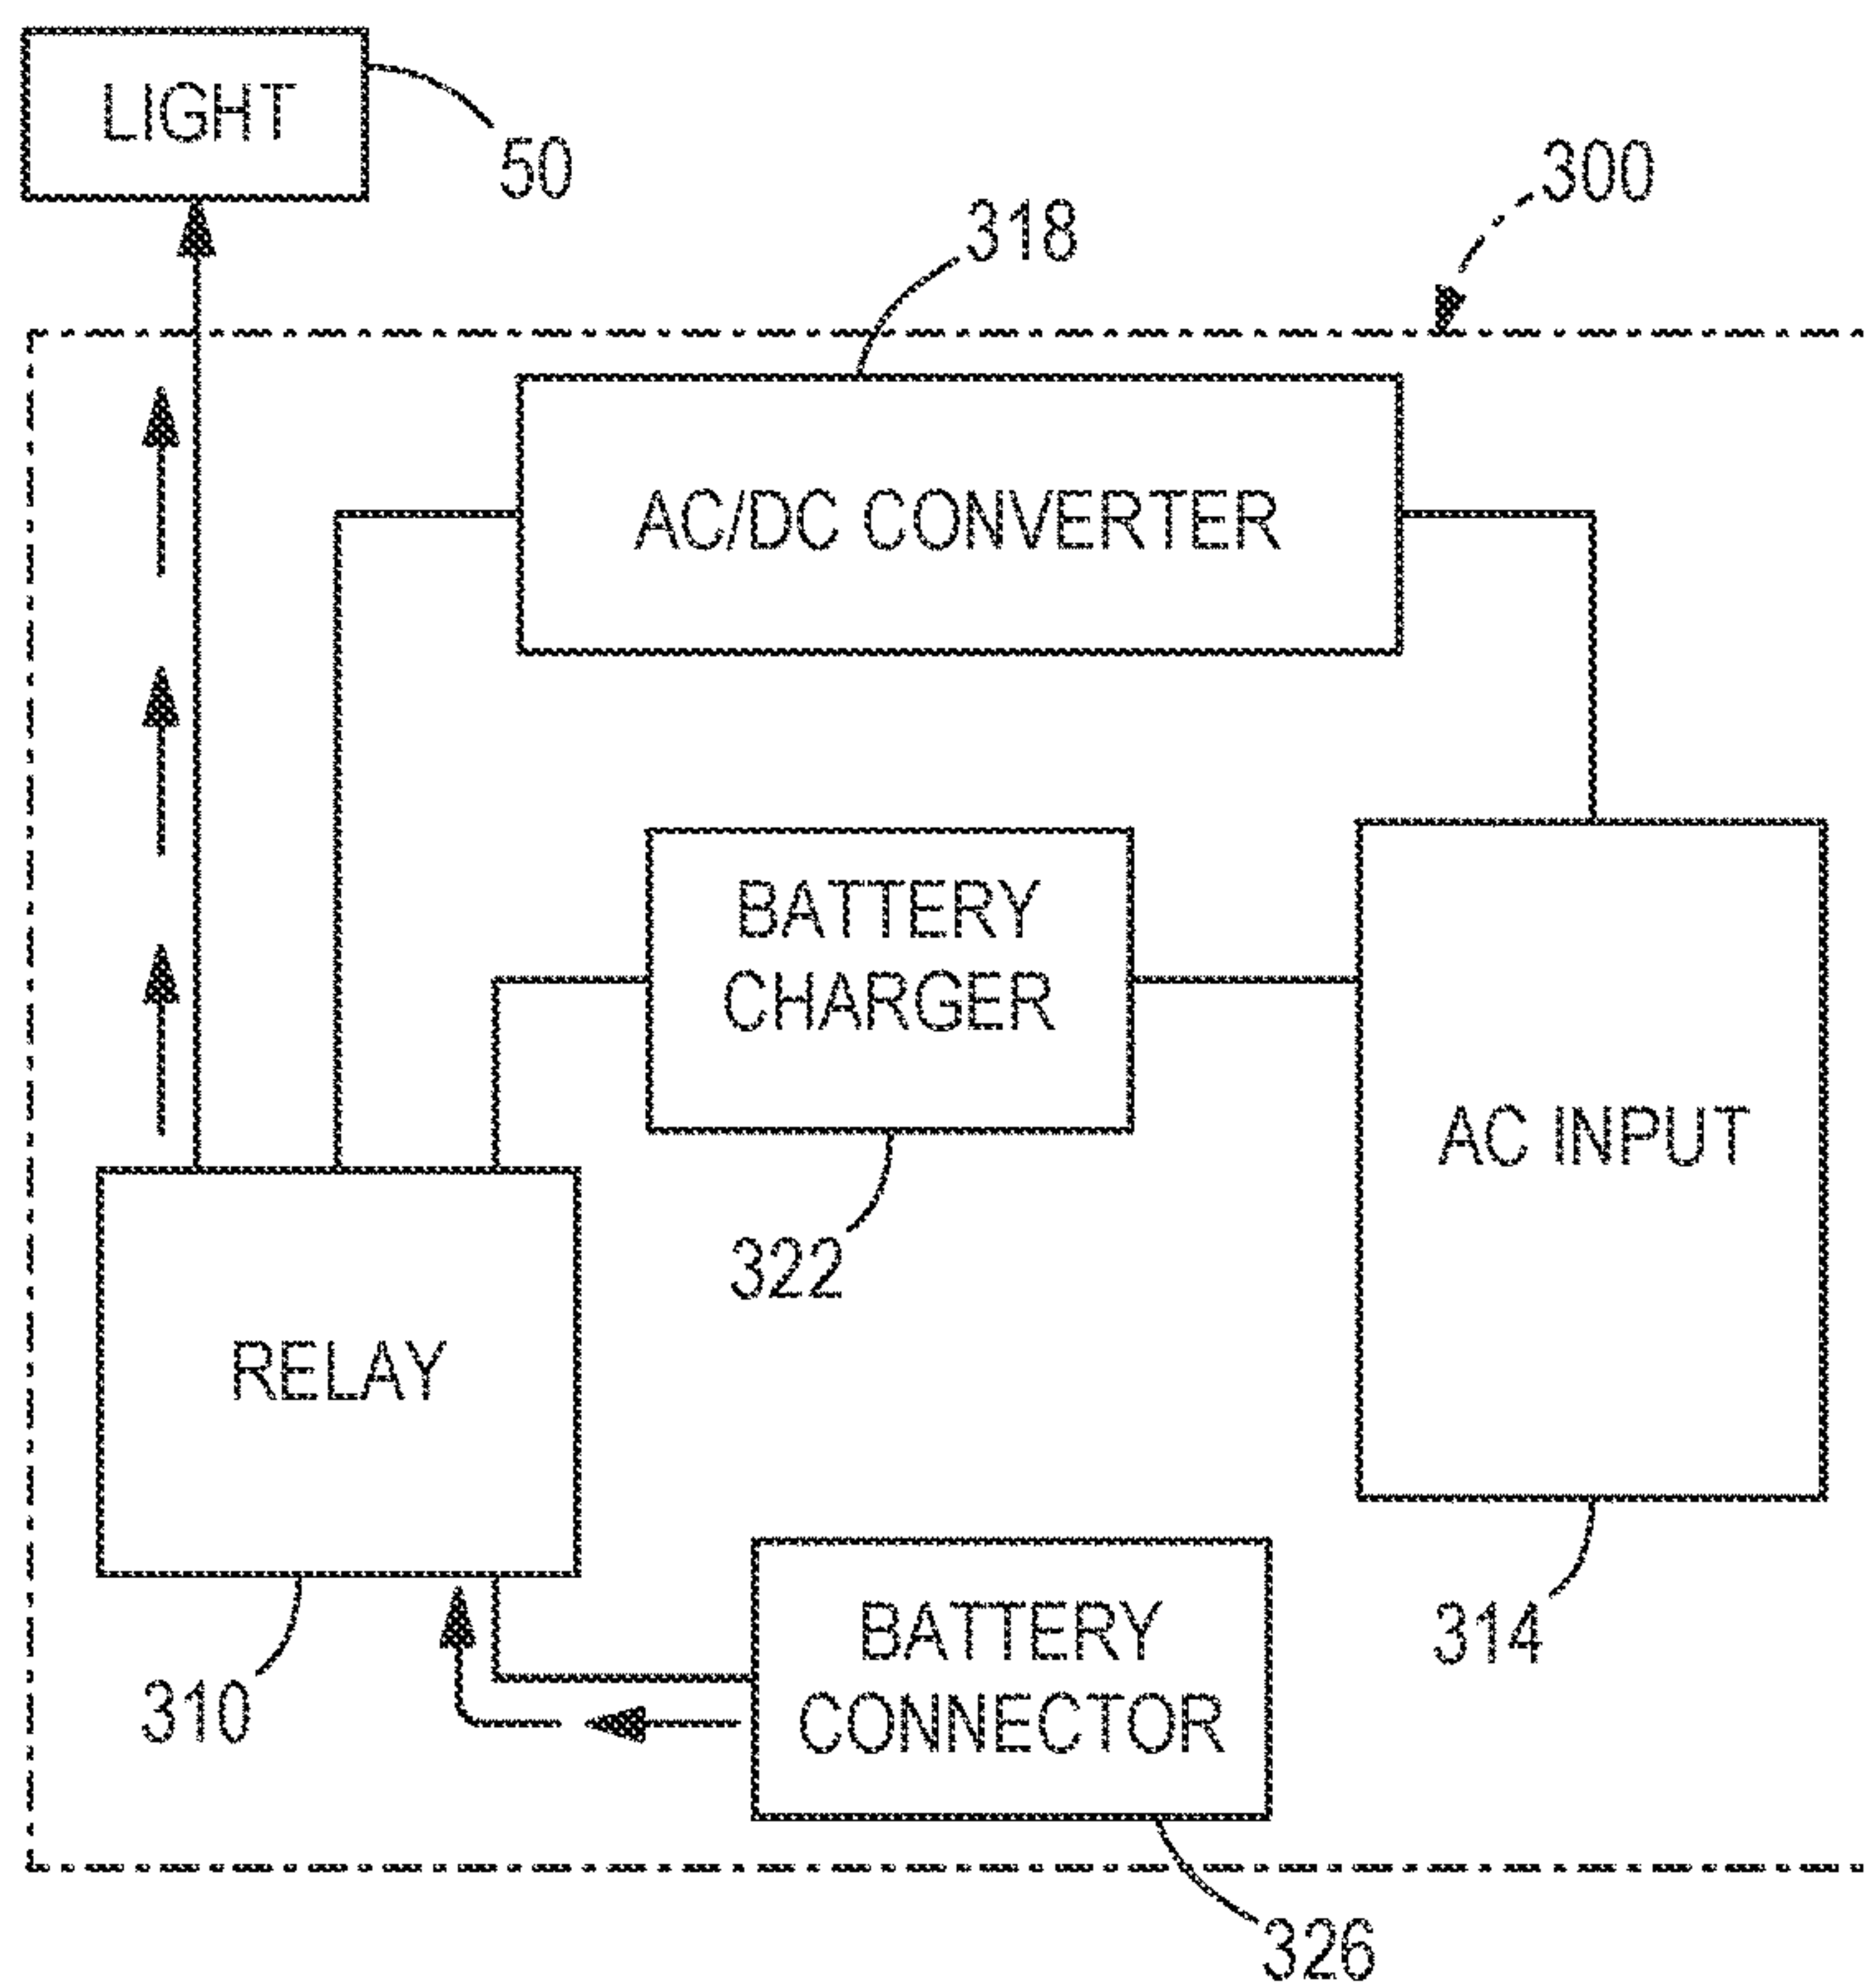 LIGHT
50
300
318
AC/DC CONVERTER
BATTERY
CHARGER
AC INPUT
322
RELAY
BATTERY
CONNECTOR
314
310
326